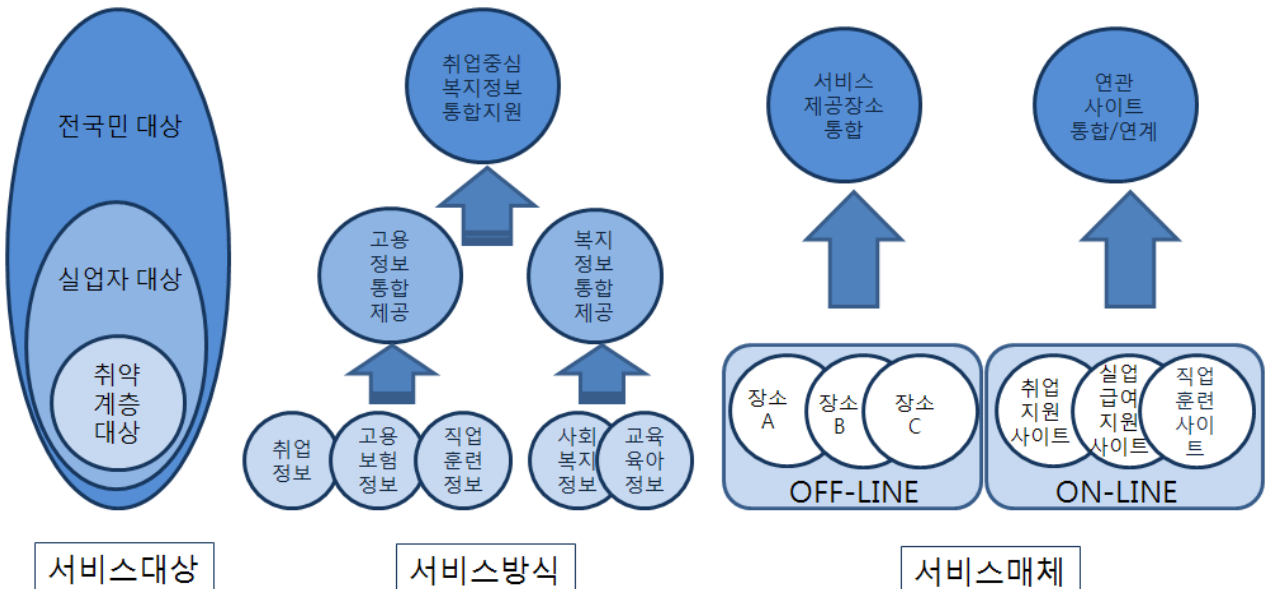 전국민 대상
실업자 대상
취약
계층
대상
서비스대상
취업중심
복지정보
통합지원
고용
정보
통합
제공
복지
정보
통합
제공
취업
정보
고용
보험
정보
직업
훈련
정보
사회
복지
정보
교육
육아
정보
서비스방식
서비스
제공장소
통합
연관
사이트
통합/연계
장소
A
장소
B
장소
C
OFF-LINE
취업
지원
사이트
실업
급여
지원
사이트
직업
훈련
사이
트
ON-LINE
서비스매체